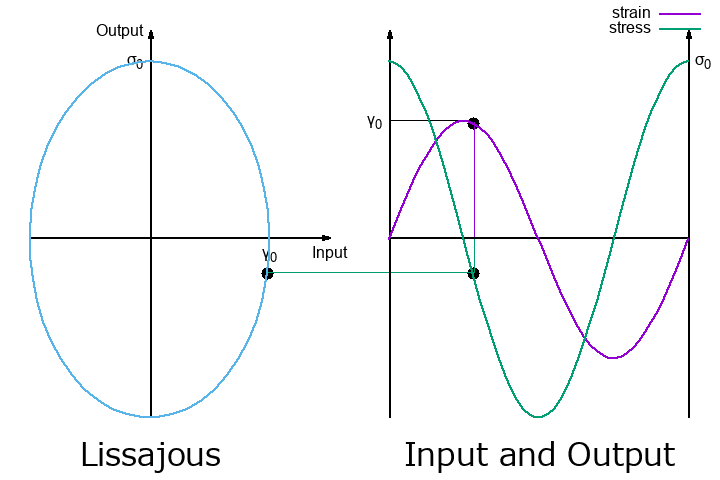 strain
stress
Output
σ0
σ0
γ0
γ0
Input
Lissajous
Input and Output